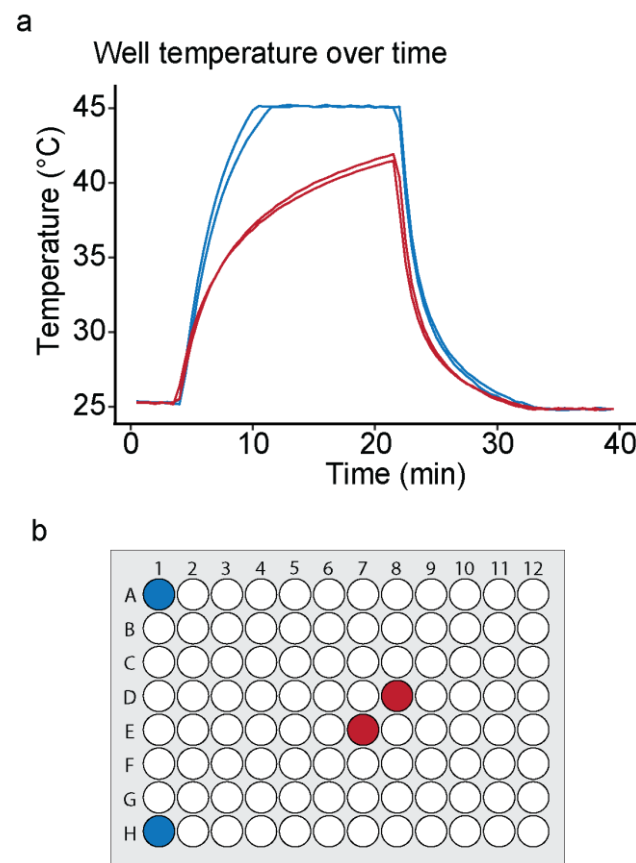 a
Well temperature over time
Temperature (°C)
45
40
30
25
0 10 20 30 40
Time (min)
b
1 2 3 4 5 6 7 8 9 10 11 12
A
B
C
D
E
F
G
H